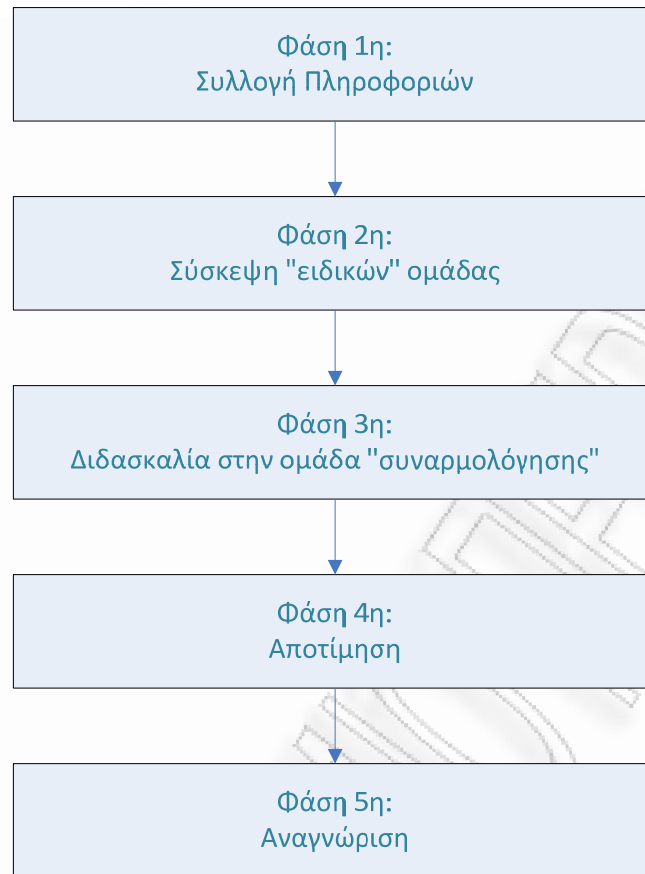 Φάση 1η:
Συλλογή Πληροφοριών
Φάση 2η:
Σύσκεψη "ειδικών" ομάδας
Φάση 3η:
Διδασκαλία στην ομάδα "συναρμολόγησης"
Φάση 4η:
Αποτίμηση
Φάση 5η:
Αναγνώριση